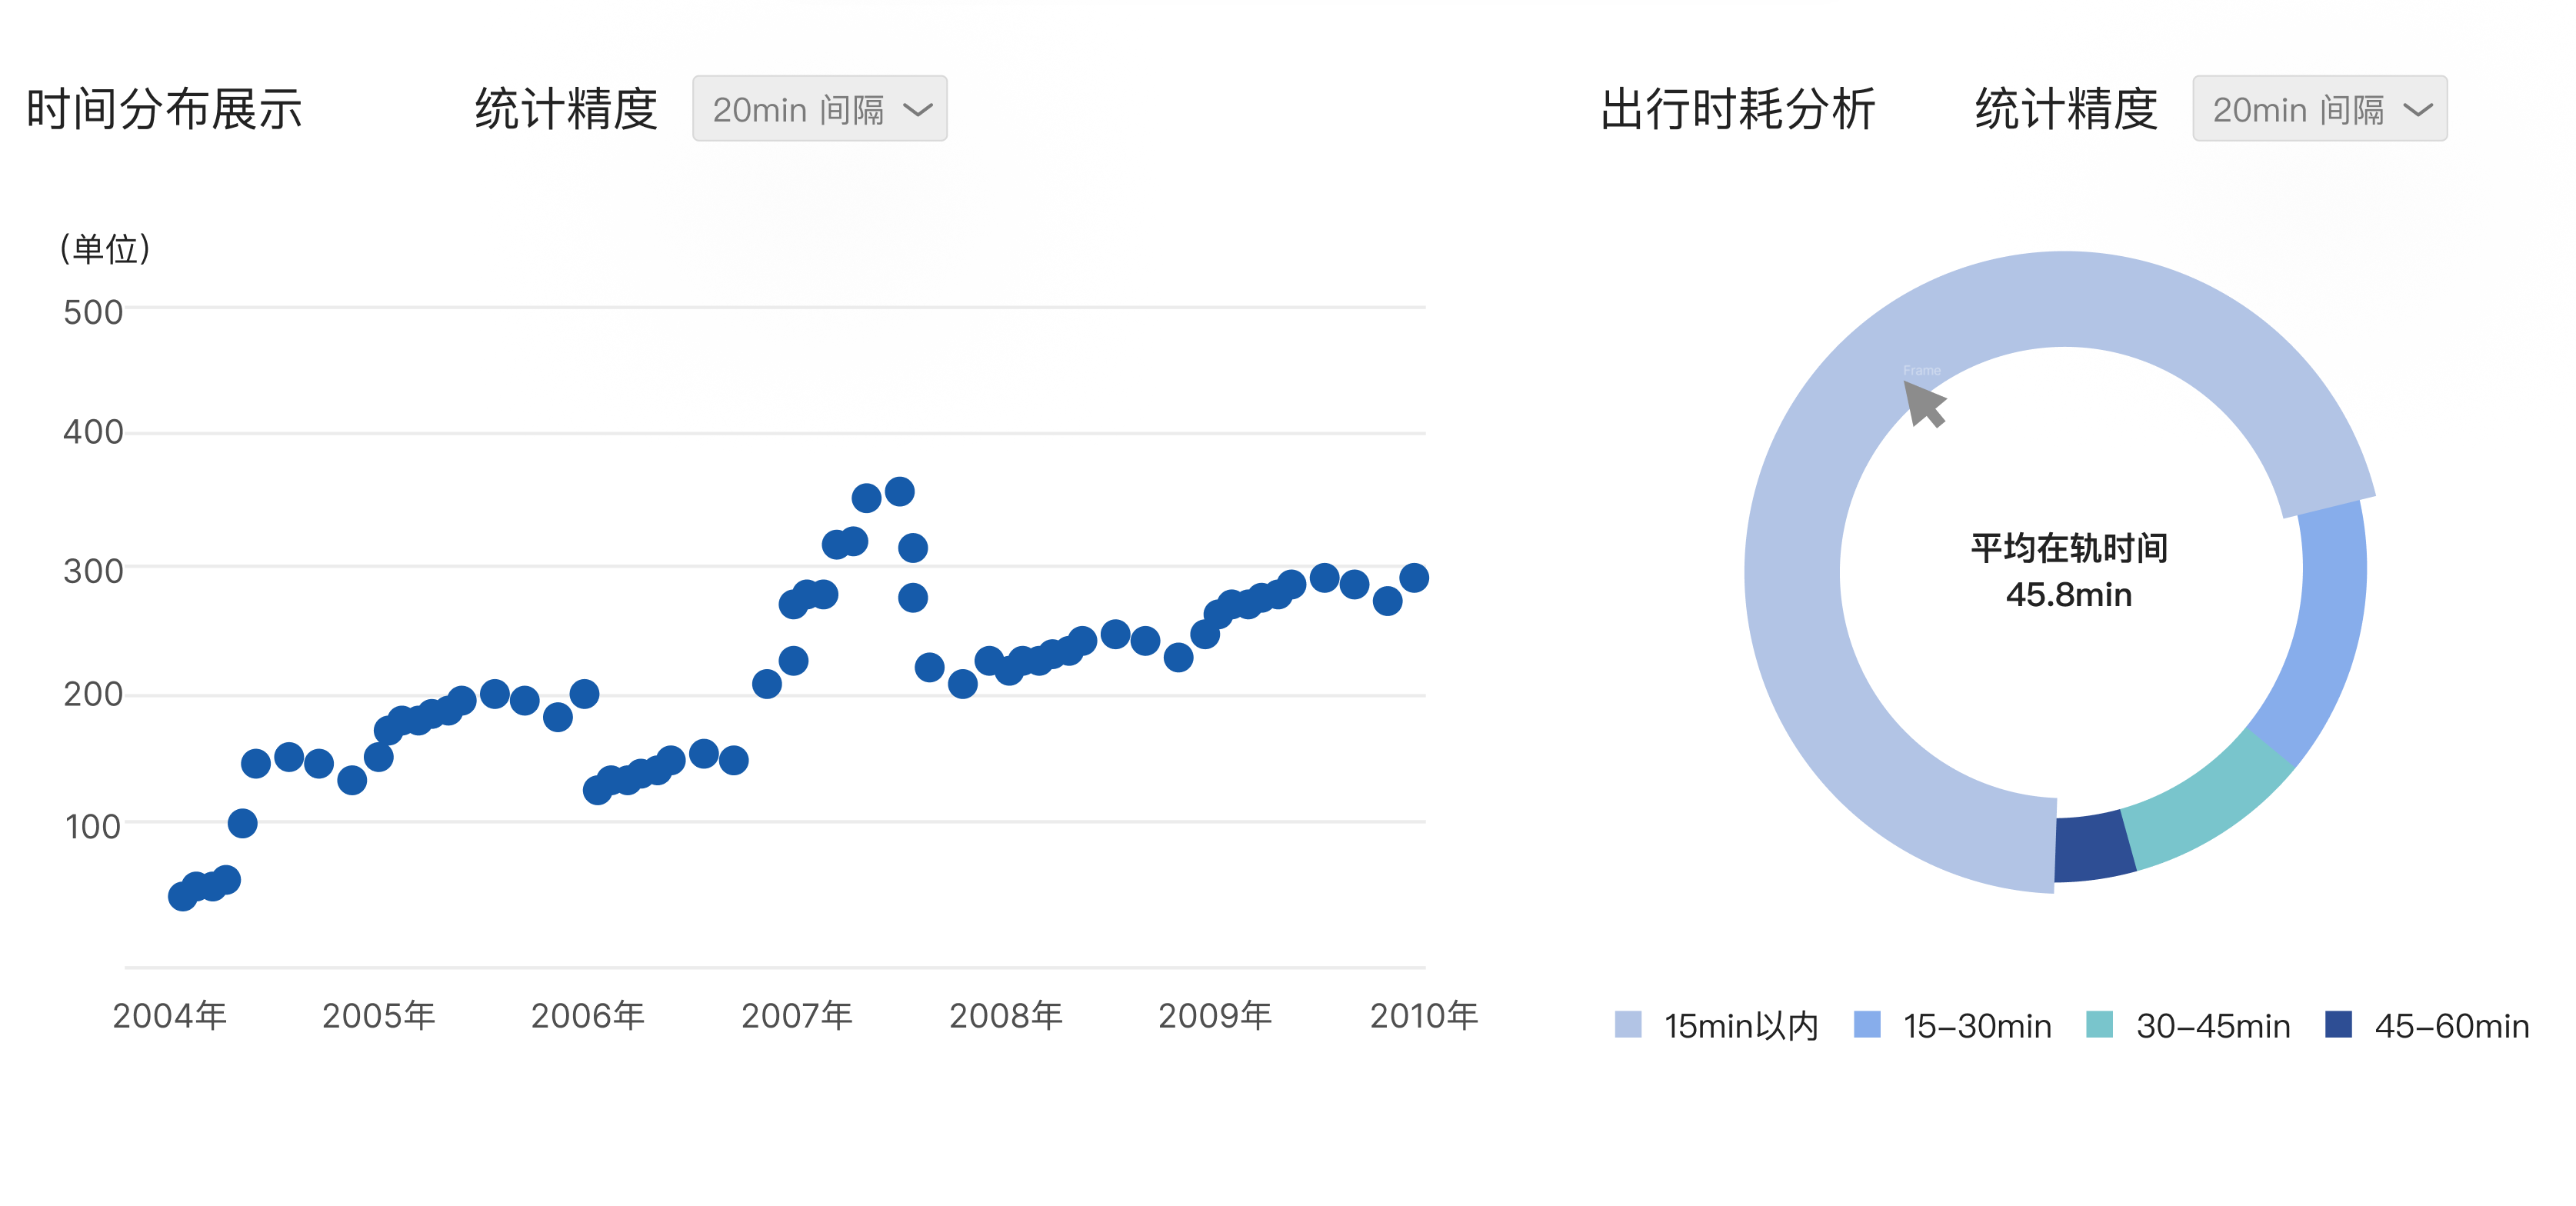 时间分布展示
统计精度
20min 间隔
(单位)
500
400
300
200
100
2004年
2005年
2006年
2007年
2008年
2009年
2010年
出行时耗分析
统计精度
20min 间隔
Frame
平均在轨时间
45.8min
15min以内
15–30min
30–45min
45–60min